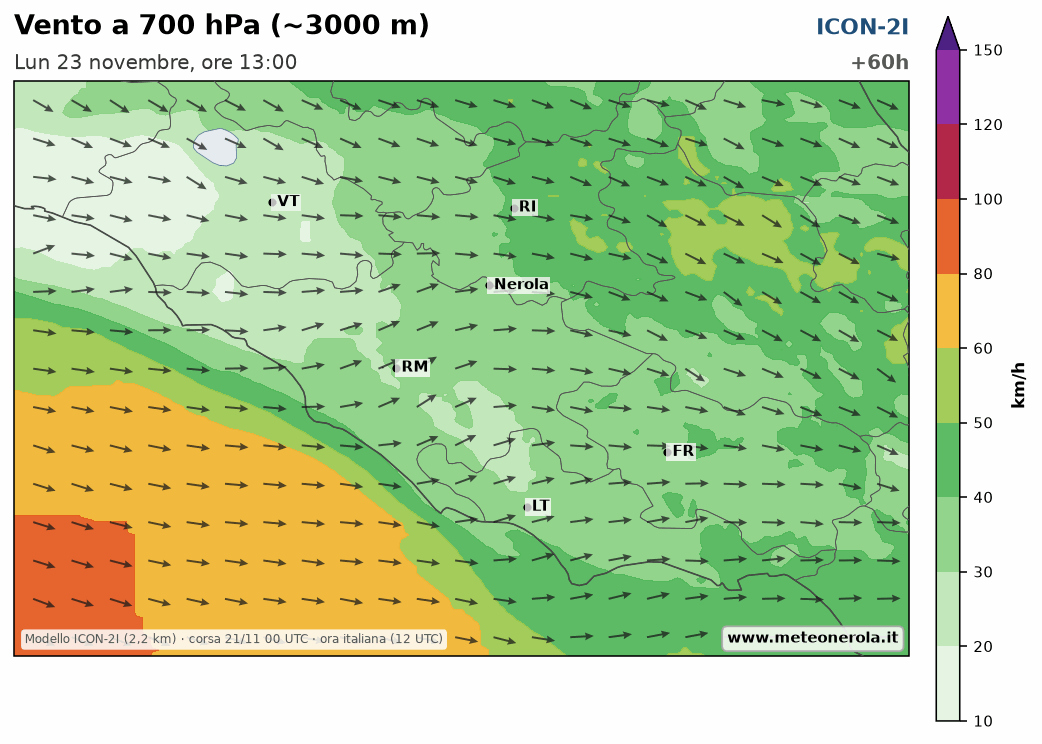 Vento a 700 hPa (~3000 m)
ICON-2I
Lun 23 novembre, ore 13:00
+60h
150
120
100
80
60
50
40
30
20
10
km/h
VT
RI
Nerola
RM
FR
LT
Modello ICON-2I (2,2 km) · corsa 21/11 00 UTC · ora italiana (12 UTC)
www.meteonerola.it